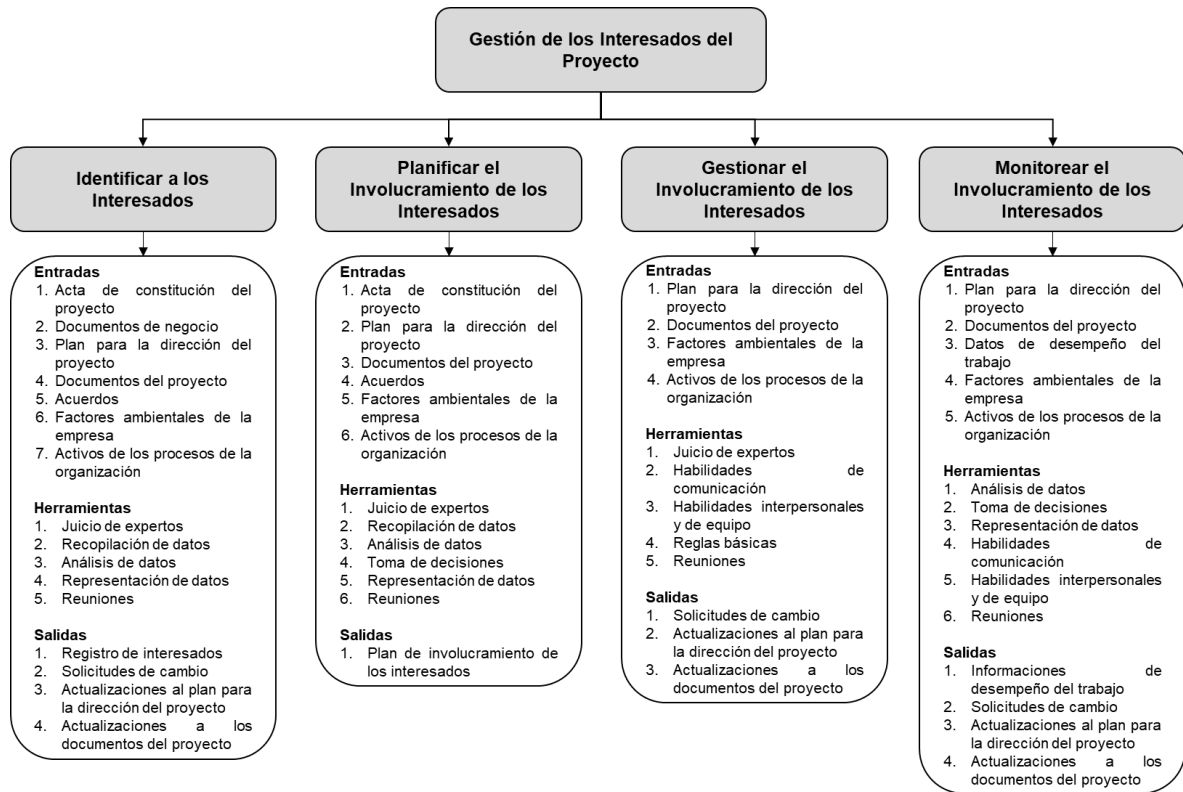 Gestión de los Interesados del
Proyecto
Identificar a los
Interesados
Planificar el
Involucramiento de los
Interesados
Gestionar el
Involucramiento de los
Interesados
Monitorear el
Involucramiento de los
Interesados
Entradas
1. Acta de constitución del
proyecto
2. Documentos de negocio
3. Plan para la dirección del
proyecto
4. Documentos del proyecto
5. Acuerdos
6. Factores ambientales de la
empresa
7. Activos de los procesos de la
organización
Herramientas
1. Juicio de expertos
2. Recopilación de datos
3. Análisis de datos
4. Representación de datos
5. Reuniones
Salidas
1. Registro de interesados
2. Solicitudes de cambio
3. Actualizaciones al plan para
la dirección del proyecto
4. Actualizaciones a los
documentos del proyecto
Entradas
1. Acta de constitución del
proyecto
2. Plan para la dirección del
proyecto
3. Documentos del proyecto
4. Acuerdos
5. Factores ambientales de la
empresa
6. Activos de los procesos de la
organización
Herramientas
1. Juicio de expertos
2. Recopilación de datos
3. Análisis de datos
4. Toma de decisiones
5. Representación de datos
6. Reuniones
Salidas
1. Plan de involucramiento de
los interesados
Entradas
1. Plan para la dirección del
proyecto
2. Documentos del proyecto
3. Factores ambientales de la
empresa
4. Activos de los procesos de la
organización
Herramientas
1. Juicio de expertos
2. Habilidades de
comunicación
3. Habilidades interpersonales
y de equipo
4. Reglas básicas
5. Reuniones
Salidas
1. Solicitudes de cambio
2. Actualizaciones al plan para
la dirección del proyecto
3. Actualizaciones a los
documentos del proyecto
Entradas
1. Plan para la dirección del
proyecto
2. Documentos del proyecto
3. Datos de desempeño del
trabajo
4. Factores ambientales de la
empresa
5. Activos de los procesos de la
organización
Herramientas
1. Análisis de datos
2. Toma de decisiones
3. Representación de datos
4. Habilidades de
comunicación
5. Habilidades interpersonales
y de equipo
6. Reuniones
Salidas
1. Informaciones de
desempeño del trabajo
2. Solicitudes de cambio
3. Actualizaciones al plan para
la dirección del proyecto
4. Actualizaciones a los
documentos del proyecto